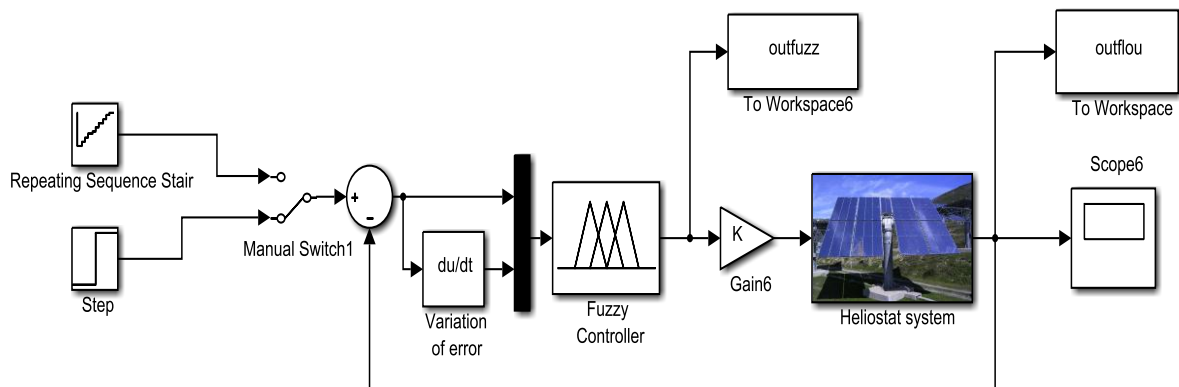 outfuzz
To Workspace6
outflou
To Workspace
Repeating Sequence Stair
Step
Manual Switch1
+
-
du/dt
Variation
of error
Fuzzy
Controller
K
Gain6
Heliostat system
Scope6